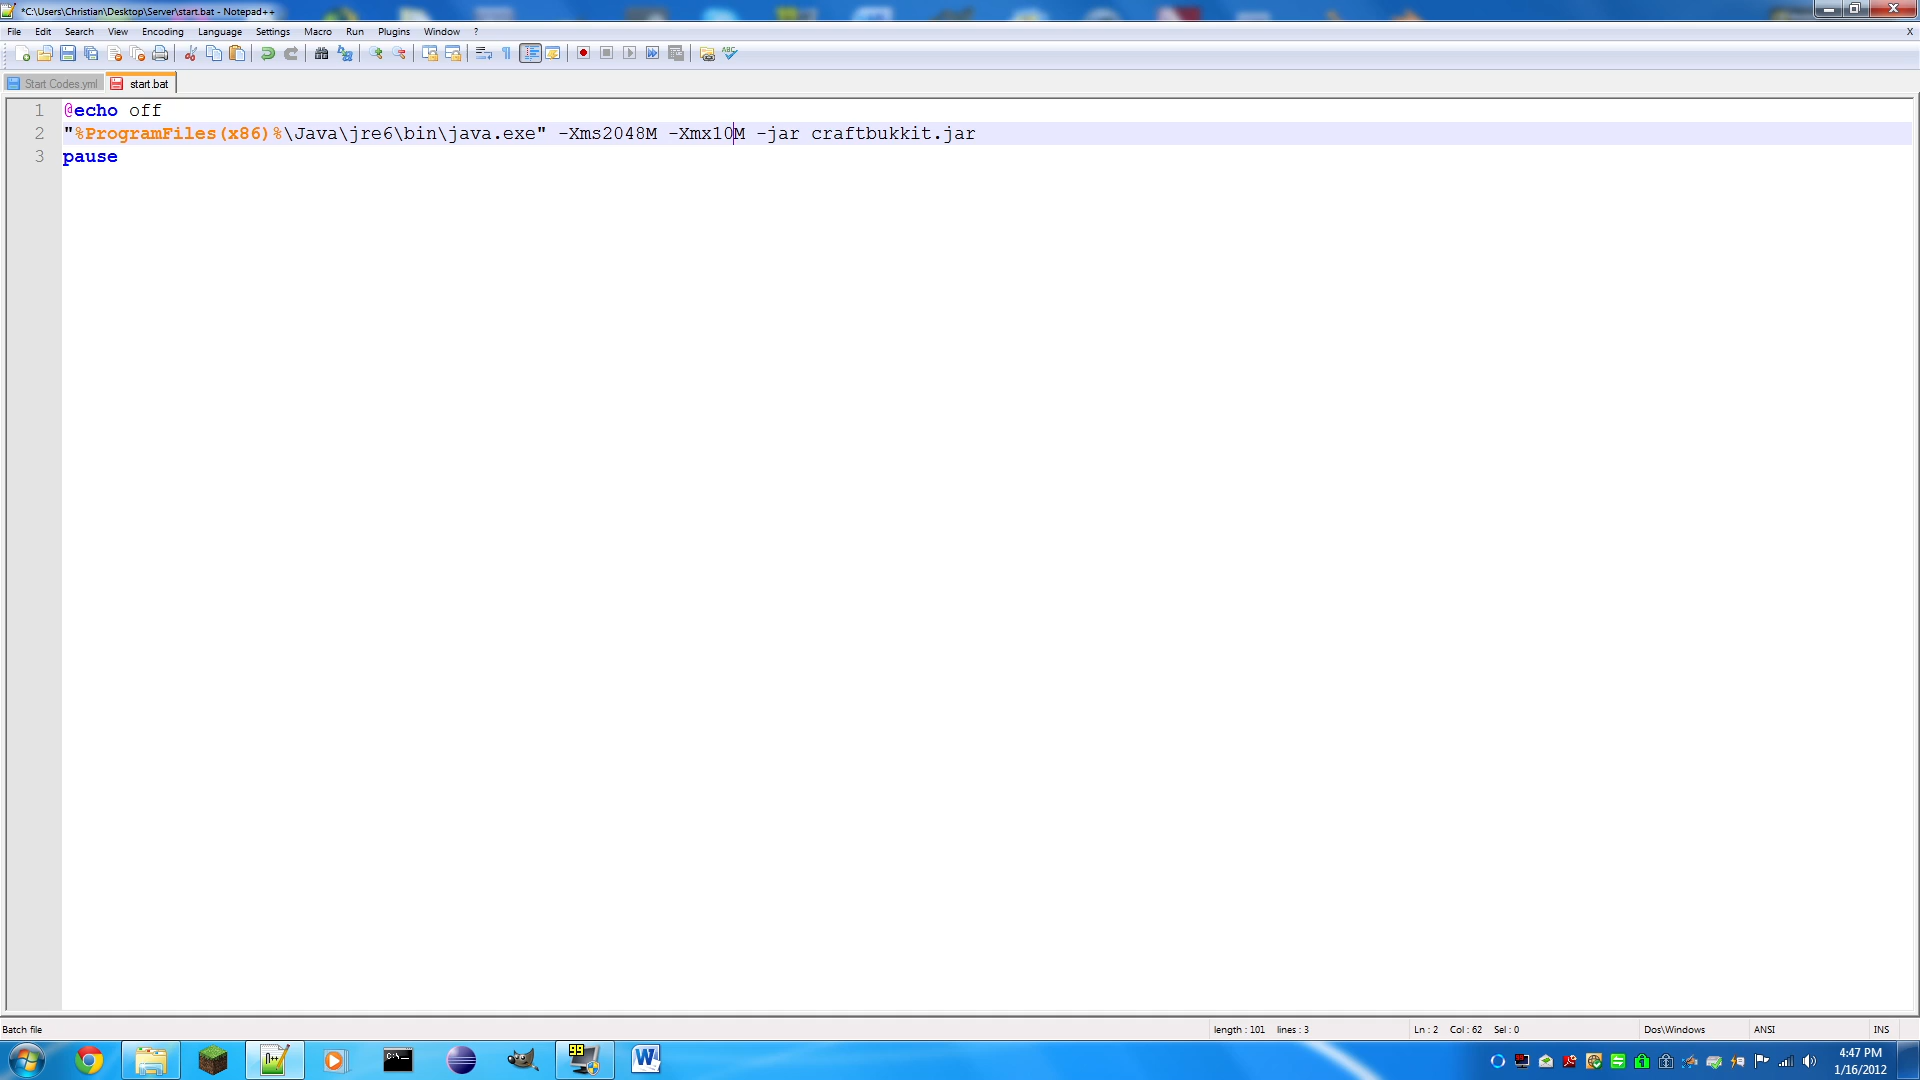 *C:\Users\Christian\Desktop\Server\start.bat - Notepad++
File Edit Search View Encoding Language Settings Macro Run Plugins Window ? X
Start Codes.yml start.bat
1 @echo off
2 "%ProgramFiles(x86)%\Java\jre6\bin\java.exe" -Xms2048M -Xmx10M -jar craftbukkit.jar
3 pause
Batch file length : 101 lines : 3 Ln : 2 Col : 62 Sel : 0 Dos\Windows ANSI INS
99
4:47 PM
1/16/2012